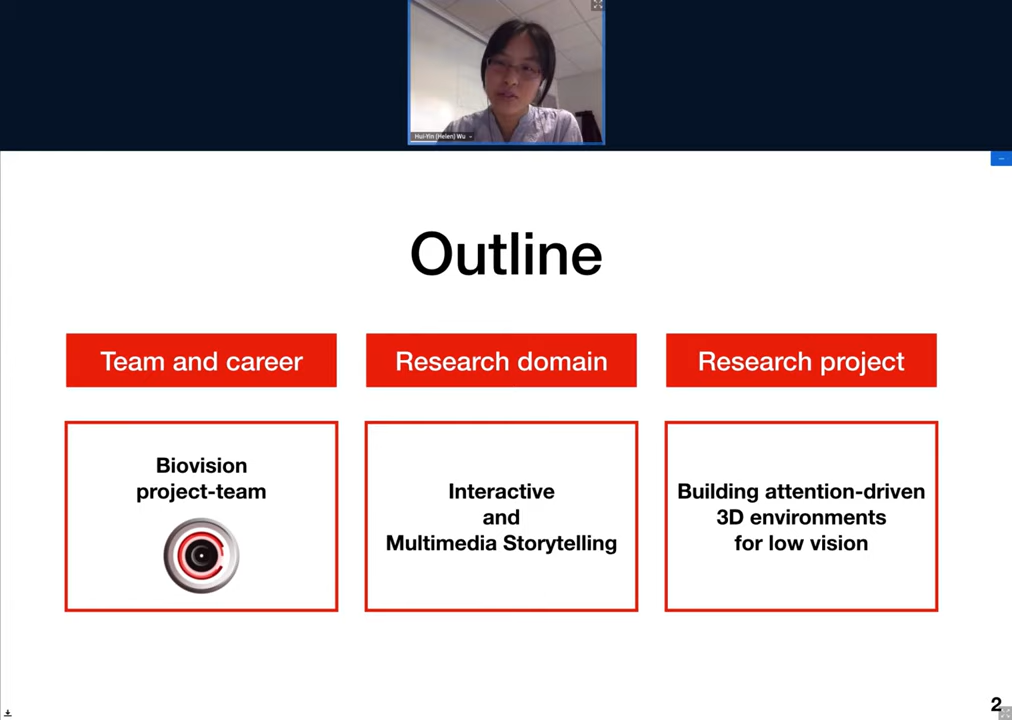 Hui-Yin (Helen) Wu
Outline
Team and career
Research domain
Research project
Biovision
project-team
Interactive
and
Multimedia Storytelling
Building attention-driven
3D environments
for low vision
2